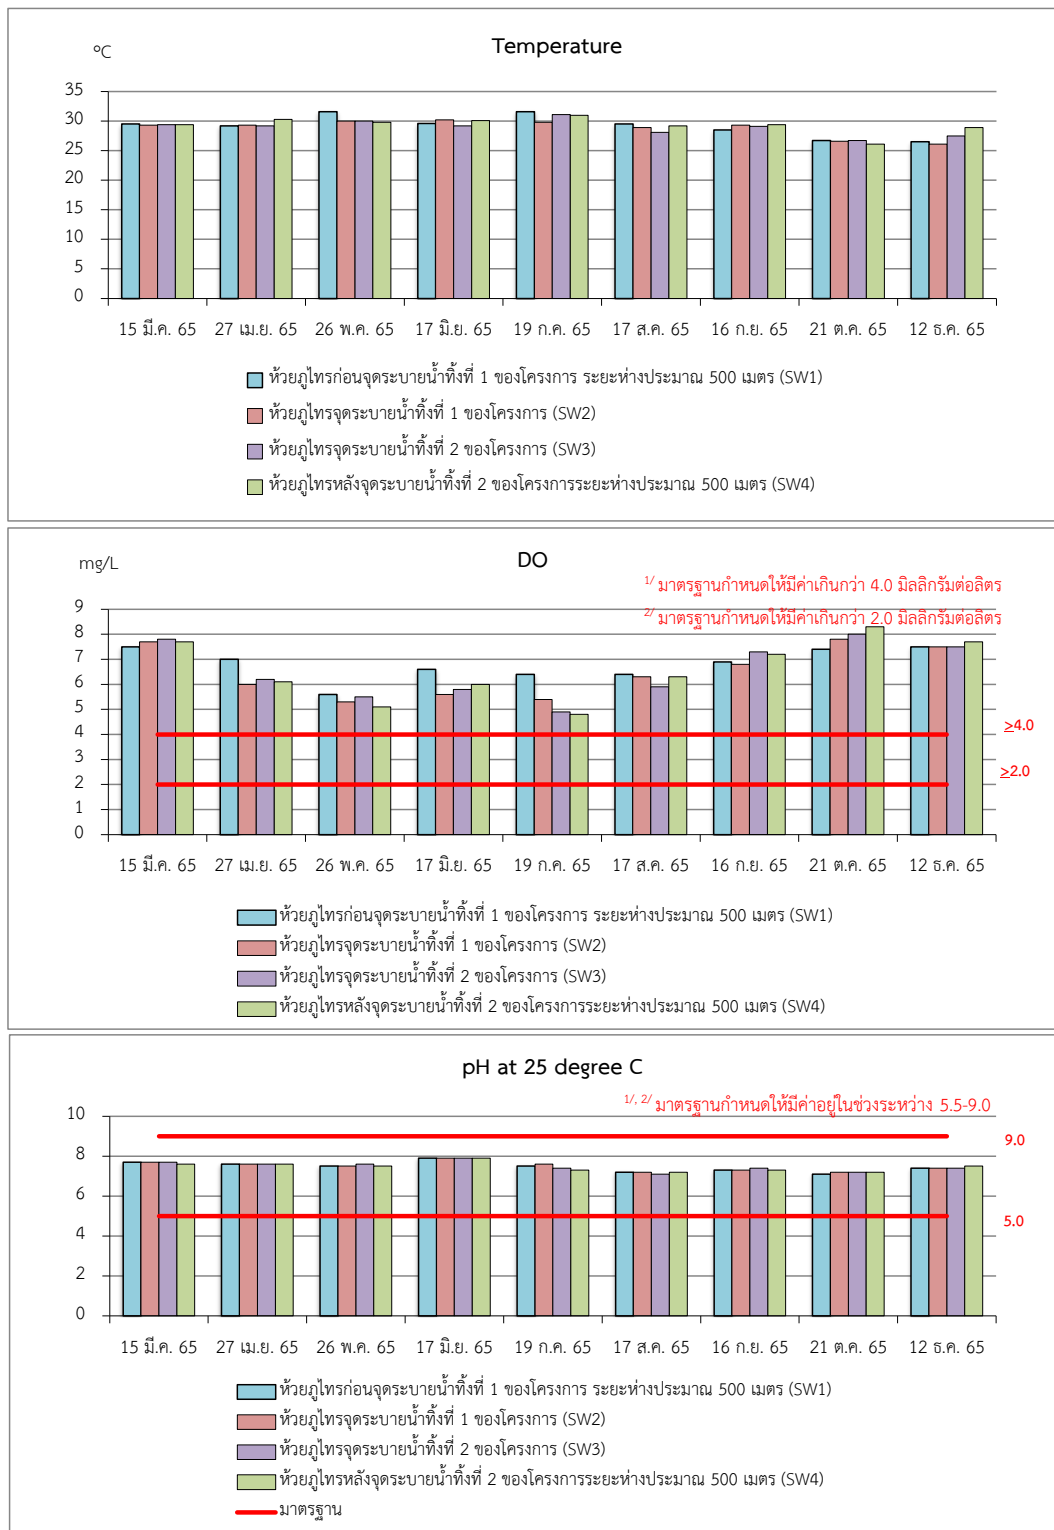 Temperature
°C
35
30
25
20
15
10
5
0
15 มี.ค. 65 27 เม.ย. 65 26 พ.ค. 65 17 มิ.ย. 65 19 ก.ค. 65 17 ส.ค. 65 16 ก.ย. 65 21 ต.ค. 65 12 ธ.ค. 65
ห้วยภูไทรก่อนจุดระบายน้ำทิ้งที่ 1 ของโครงการ ระยะห่างประมาณ 500 เมตร (SW1)
ห้วยภูไทรจุดระบายน้ำทิ้งที่ 1 ของโครงการ (SW2)
ห้วยภูไทรจุดระบายน้ำทิ้งที่ 2 ของโครงการ (SW3)
ห้วยภูไทรหลังจุดระบายน้ำทิ้งที่ 2 ของโครงการระยะห่างประมาณ 500 เมตร (SW4)
DO
mg/L
1/ มาตรฐานกำหนดให้มีค่าเกินกว่า 4.0 มิลลิกรัมต่อลิตร
2/ มาตรฐานกำหนดให้มีค่าเกินกว่า 2.0 มิลลิกรัมต่อลิตร
9
8
7
6
5
4
≥4.0
3
2
≥2.0
1
0
15 มี.ค. 65 27 เม.ย. 65 26 พ.ค. 65 17 มิ.ย. 65 19 ก.ค. 65 17 ส.ค. 65 16 ก.ย. 65 21 ต.ค. 65 12 ธ.ค. 65
ห้วยภูไทรก่อนจุดระบายน้ำทิ้งที่ 1 ของโครงการ ระยะห่างประมาณ 500 เมตร (SW1)
ห้วยภูไทรจุดระบายน้ำทิ้งที่ 1 ของโครงการ (SW2)
ห้วยภูไทรจุดระบายน้ำทิ้งที่ 2 ของโครงการ (SW3)
ห้วยภูไทรหลังจุดระบายน้ำทิ้งที่ 2 ของโครงการระยะห่างประมาณ 500 เมตร (SW4)
pH at 25 degree C
1/, 2/ มาตรฐานกำหนดให้มีค่าอยู่ในช่วงระหว่าง 5.5-9.0
10
9.0
8
6
5.0
4
2
0
15 มี.ค. 65 27 เม.ย. 65 26 พ.ค. 65 17 มิ.ย. 65 19 ก.ค. 65 17 ส.ค. 65 16 ก.ย. 65 21 ต.ค. 65 12 ธ.ค. 65
ห้วยภูไทรก่อนจุดระบายน้ำทิ้งที่ 1 ของโครงการ ระยะห่างประมาณ 500 เมตร (SW1)
ห้วยภูไทรจุดระบายน้ำทิ้งที่ 1 ของโครงการ (SW2)
ห้วยภูไทรจุดระบายน้ำทิ้งที่ 2 ของโครงการ (SW3)
ห้วยภูไทรหลังจุดระบายน้ำทิ้งที่ 2 ของโครงการระยะห่างประมาณ 500 เมตร (SW4)
มาตรฐาน